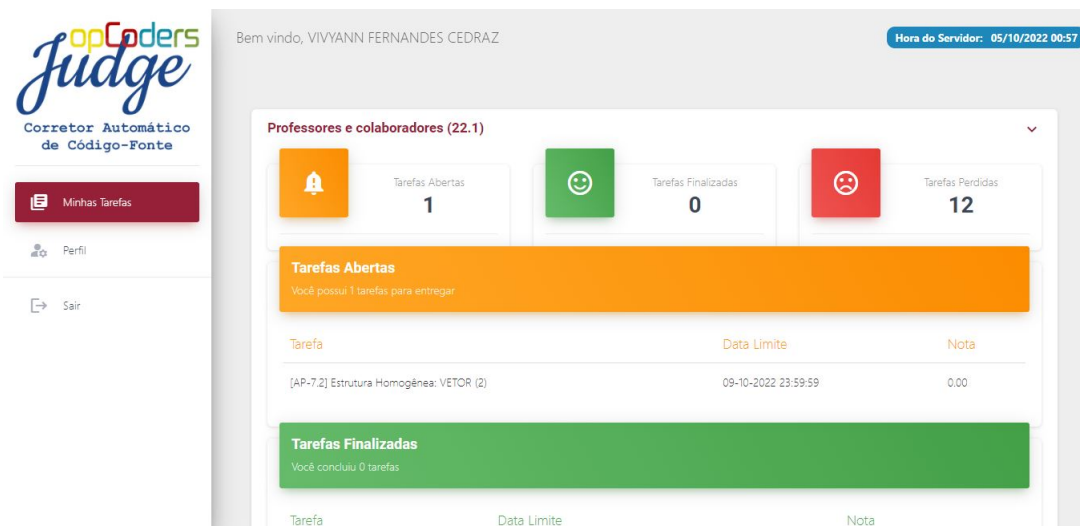 opCoders
Judge
Corretor Automático
de Código-Fonte
Minhas Tarefas
Perfil
Sair
Bem vindo, VIVYANN FERNANDES CEDRAZ
Hora do Servidor: 05/10/2022 00:57
Professores e colaboradores (22.1)
Tarefas Abertas
1
Tarefas Finalizadas
0
Tarefas Perdidas
12
Tarefas Abertas
Você possui 1 tarefas para entregar
Tarefa Data Limite Nota
[AP-7.2] Estrutura Homogênea: VETOR (2) 09-10-2022 23:59:59 0.00
Tarefas Finalizadas
Você concluiu 0 tarefas
Tarefa Data Limite Nota